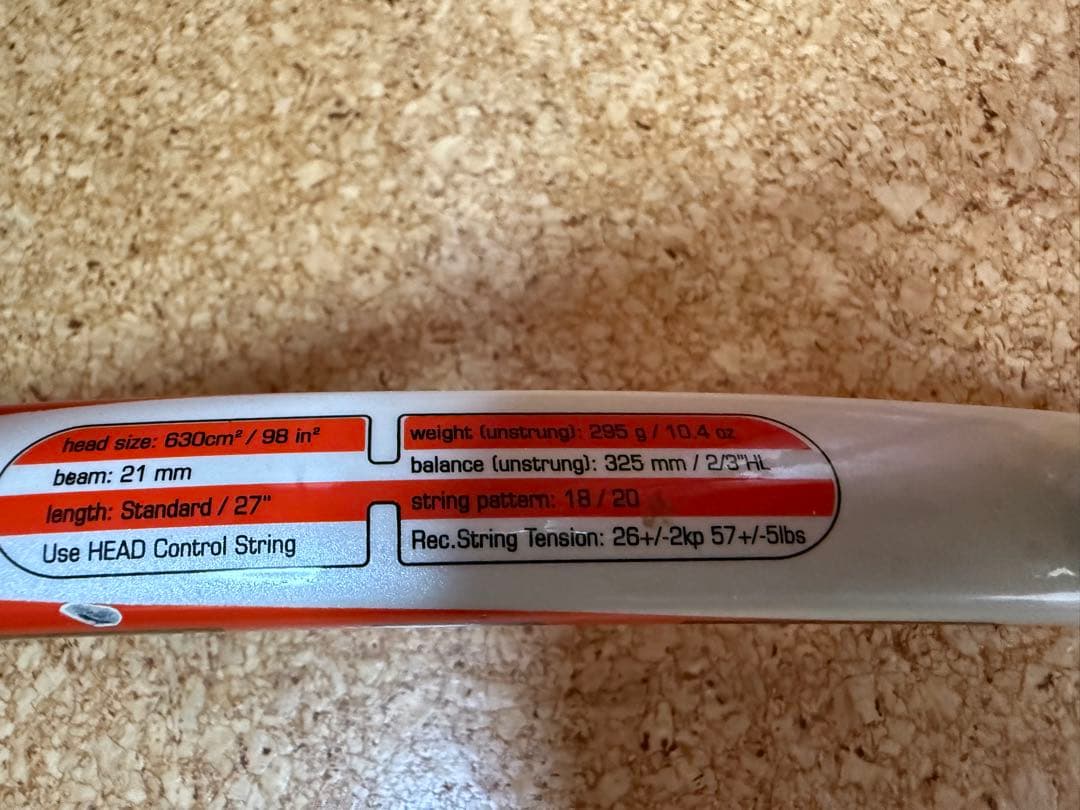 head size: 630cm² / 98 in²
beam: 21 mm
length: Standard / 27"
Use HEAD Control String
weight (unstrung): 295 g / 10.4 oz
balance (unstrung): 325 mm / 2/3"HL
string pattern: 18 / 20
Rec.String Tension: 26+/-2kp 57+/-5lbs